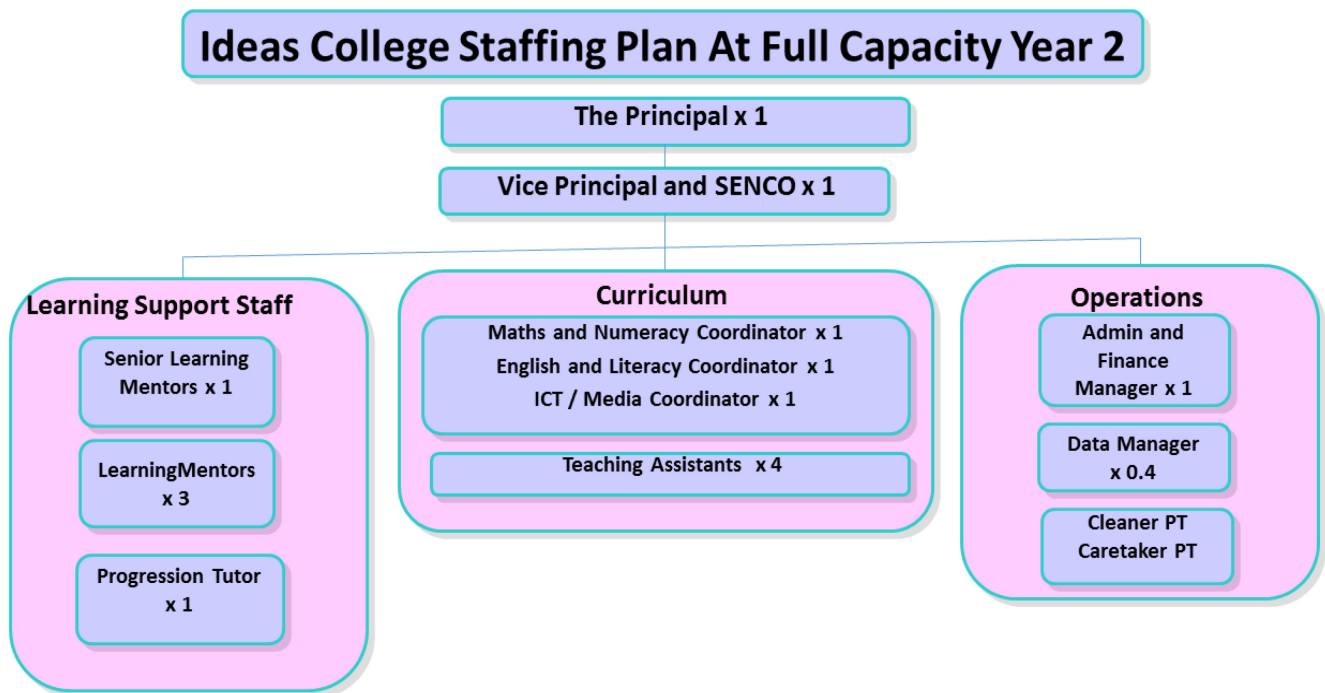 Ideas College Staffing Plan At Full Capacity Year 2
The Principal x 1
Vice Principal and SENCO x 1
Learning Support Staff
Senior Learning
Mentors x 1
LearningMentors
x 3
Progression Tutor
x 1
Curriculum
Maths and Numeracy Coordinator x 1
English and Literacy Coordinator x 1
ICT / Media Coordinator x 1
Teaching Assistants x 4
Operations
Admin and
Finance
Manager x 1
Data Manager
x 0.4
Cleaner PT
Caretaker PT